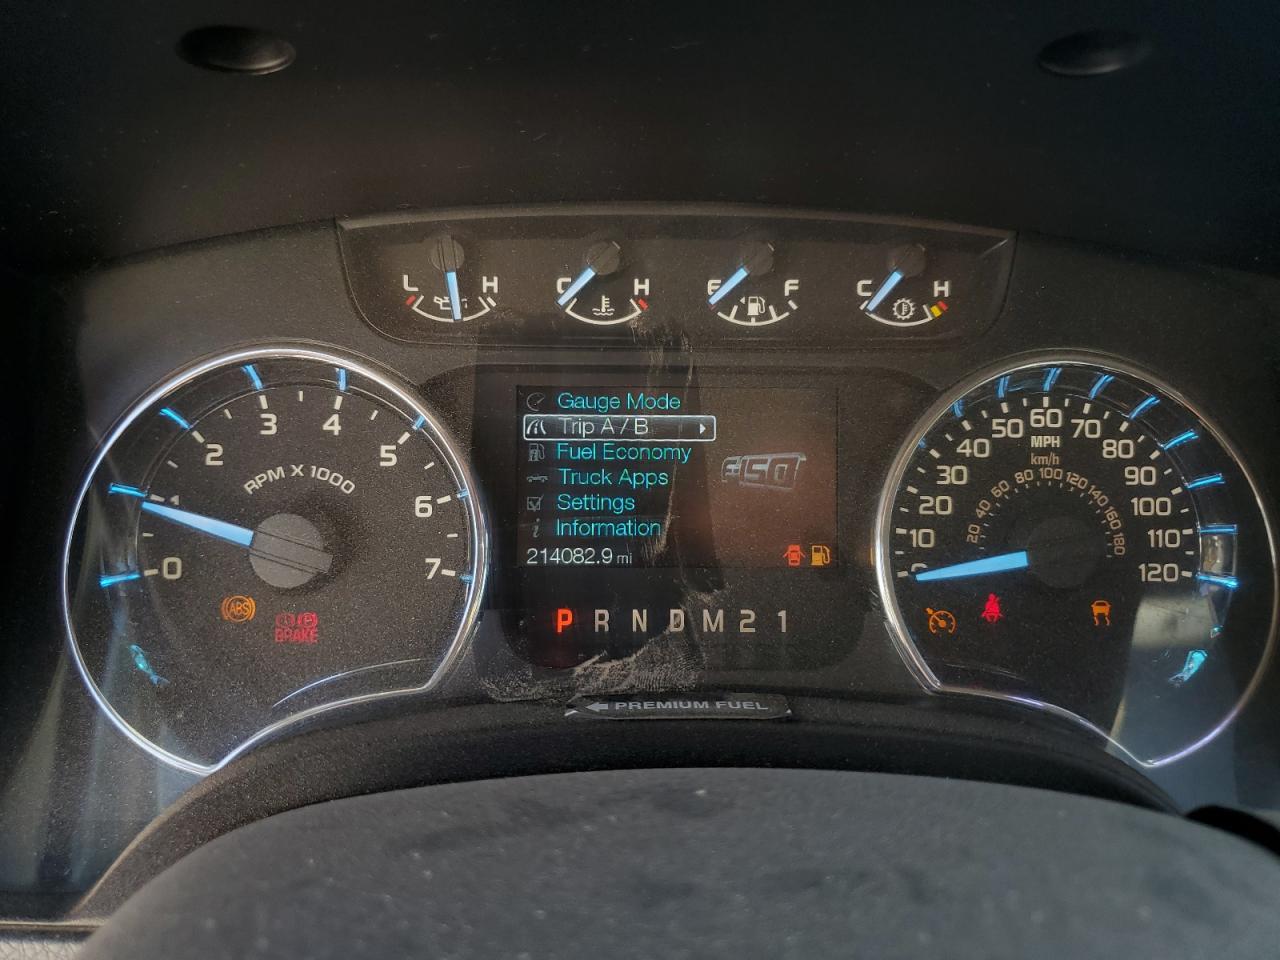 L H
C H
E F
C H
0 1 2 3 4 5 6 7
RPM X 1000
ABS
P
BRAKE
Gauge Mode
Trip A / B
Fuel Economy
Truck Apps
Settings
Information
F-150
214082.9 mi
P R N D M 2 1
0 10 20 30 40 50 60 70 80 90 100 110 120
MPH
km/h
20 40 60 80 100 120 140 160 180
PREMIUM FUEL